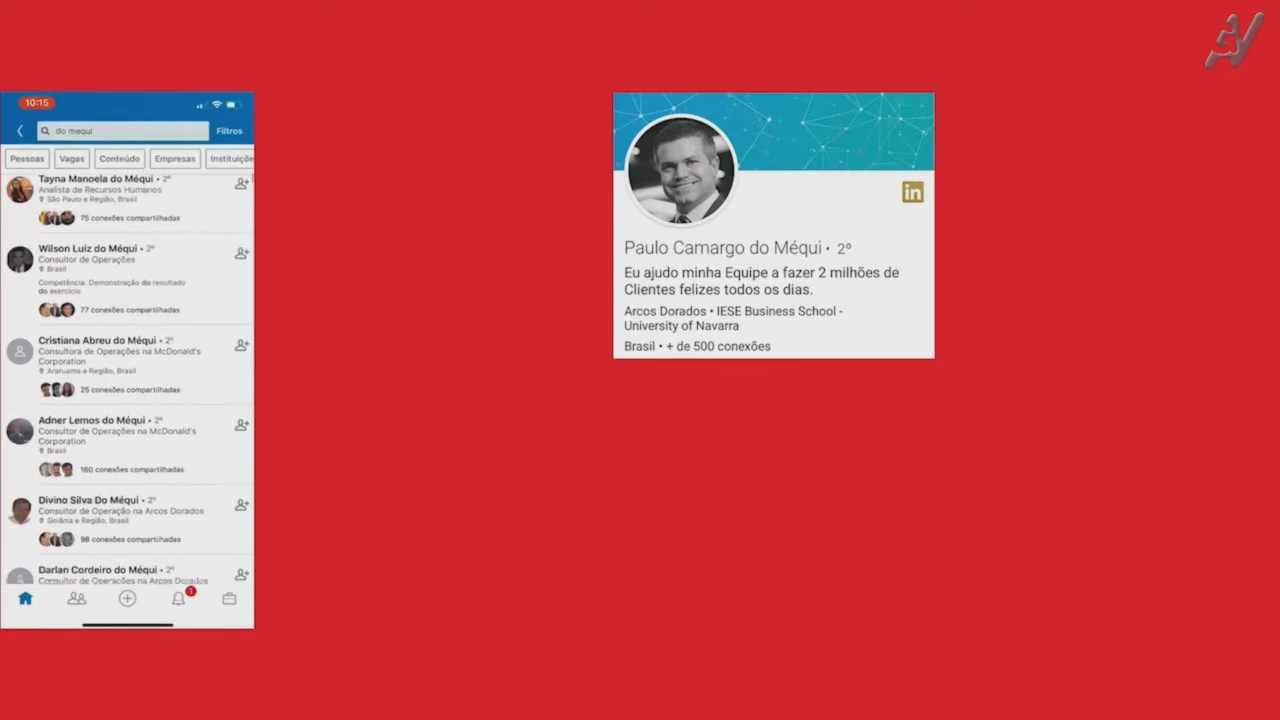 10:15
do mequi
Filtros
Pessoas
Vagas
Conteúdo
Empresas
Instituiçõe
Tayna Manoela do Méqui • 2º
Analista de Recursos Humanos
São Paulo e Região, Brasil
75 conexões compartilhadas
Wilson Luiz do Méqui • 2º
Consultor de Operações
Brasil
Competência: Demonstração do resultado
do exercício
77 conexões compartilhadas
Cristiana Abreu do Méqui • 2º
Consultora de Operações na McDonald's
Corporation
Araruama e Região, Brasil
25 conexões compartilhadas
Adner Lemos do Méqui • 2º
Consultor de Operações na McDonald's
Corporation
Brasil
160 conexões compartilhadas
Divino Silva Do Méqui • 2º
Consultor de Operação na Arcos Dorados
Goiânia e Região, Brasil
98 conexões compartilhadas
Darlan Cordeiro do Méqui • 2º
Consultor de Operações na Arcos Dorados
1
in
Paulo Camargo do Méqui • 2º
Eu ajudo minha Equipe a fazer 2 milhões de
Clientes felizes todos os dias.
Arcos Dorados • IESE Business School -
University of Navarra
Brasil • + de 500 conexões